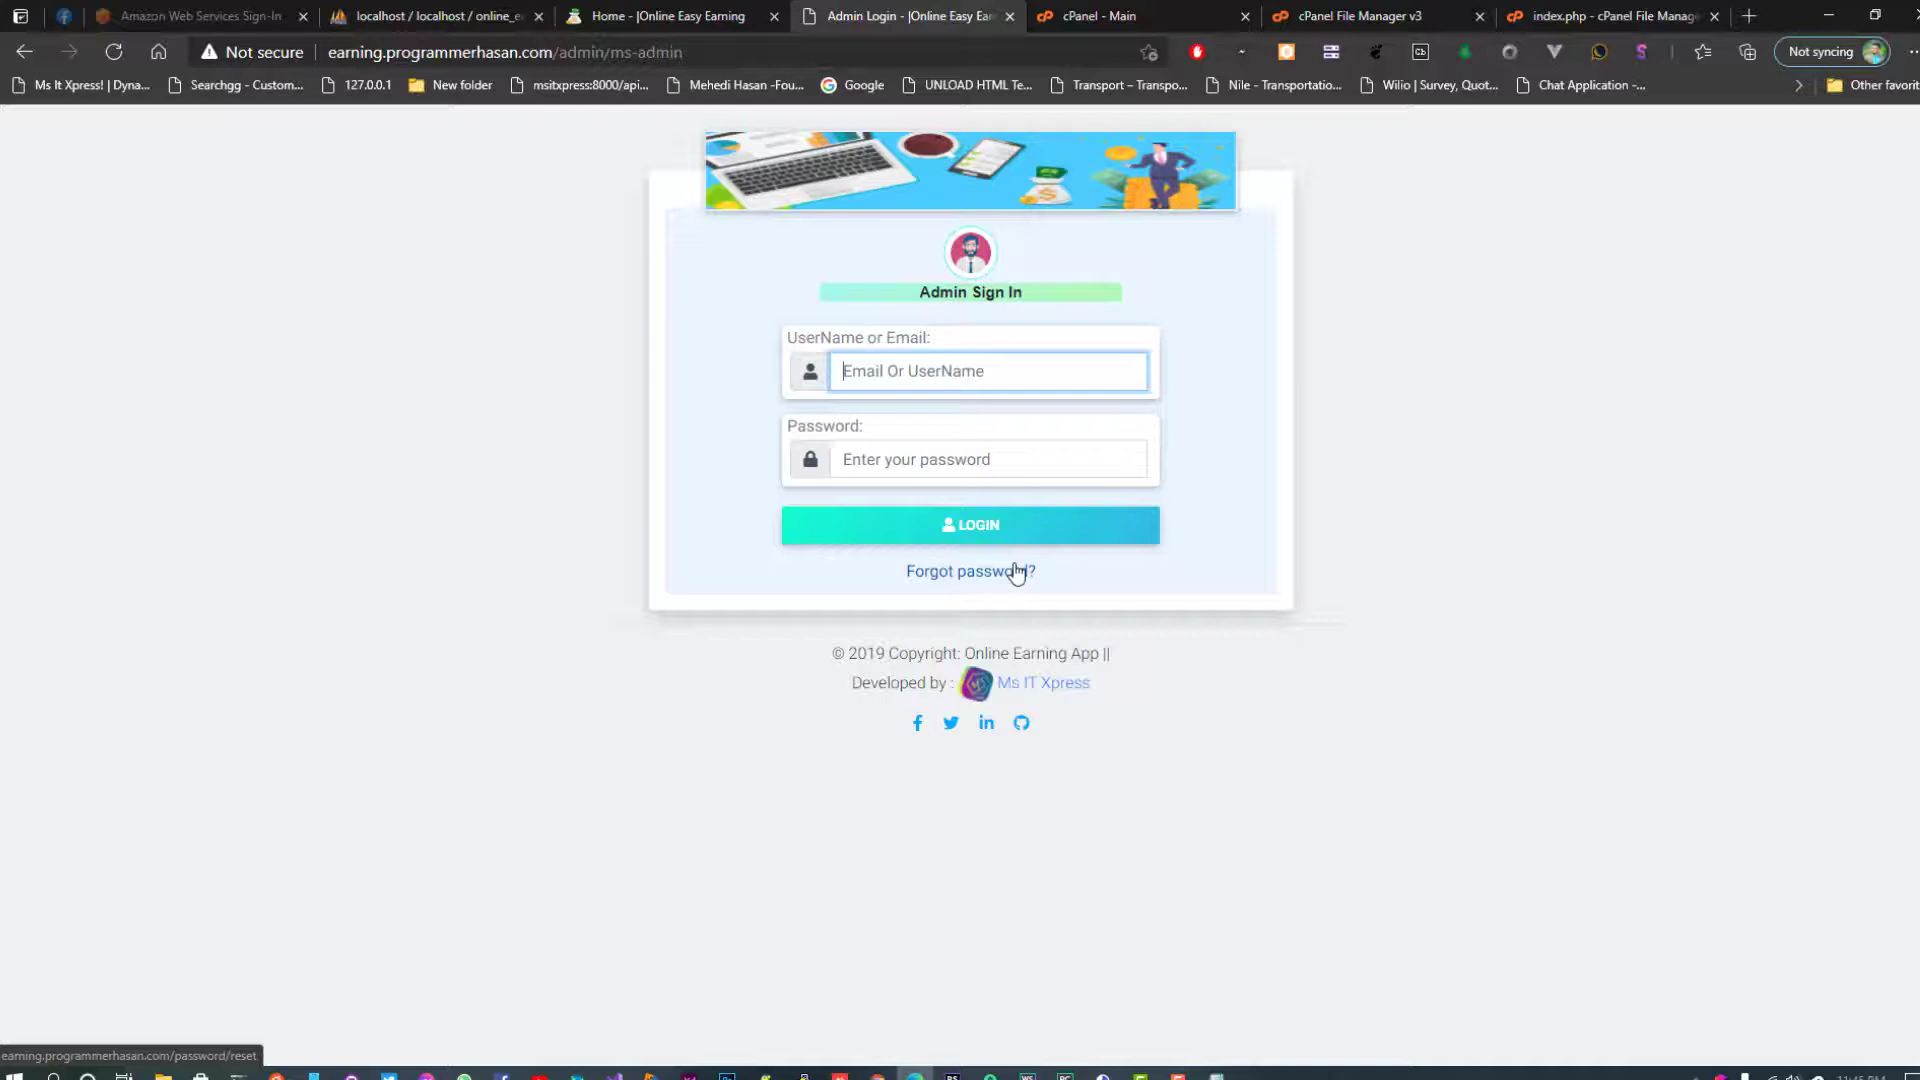 Amazon Web Services Sign-In
localhost / localhost / online_e
Home - |Online Easy Earning
Admin Login - |Online Easy Ear
cPanel - Main
cPanel File Manager v3
index.php - cPanel File Manag
Not secure
earning.programmerhasan.com/admin/ms-admin
Not syncing
Ms It Xpress! | Dyna...
Searchgg - Custom...
127.0.0.1
New folder
msitxpress:8000/api...
Mehedi Hasan -Fou...
Google
UNLOAD HTML Te...
Transport – Transpo...
Nile - Transportatio...
Wilio | Survey, Quot...
Chat Application -...
Other favorit
Admin Sign In
UserName or Email:
Email Or UserName
Password:
Enter your password
LOGIN
Forgot password?
© 2019 Copyright: Online Earning App ||
Developed by : Ms IT Xpress
earning.programmerhasan.com/password/reset